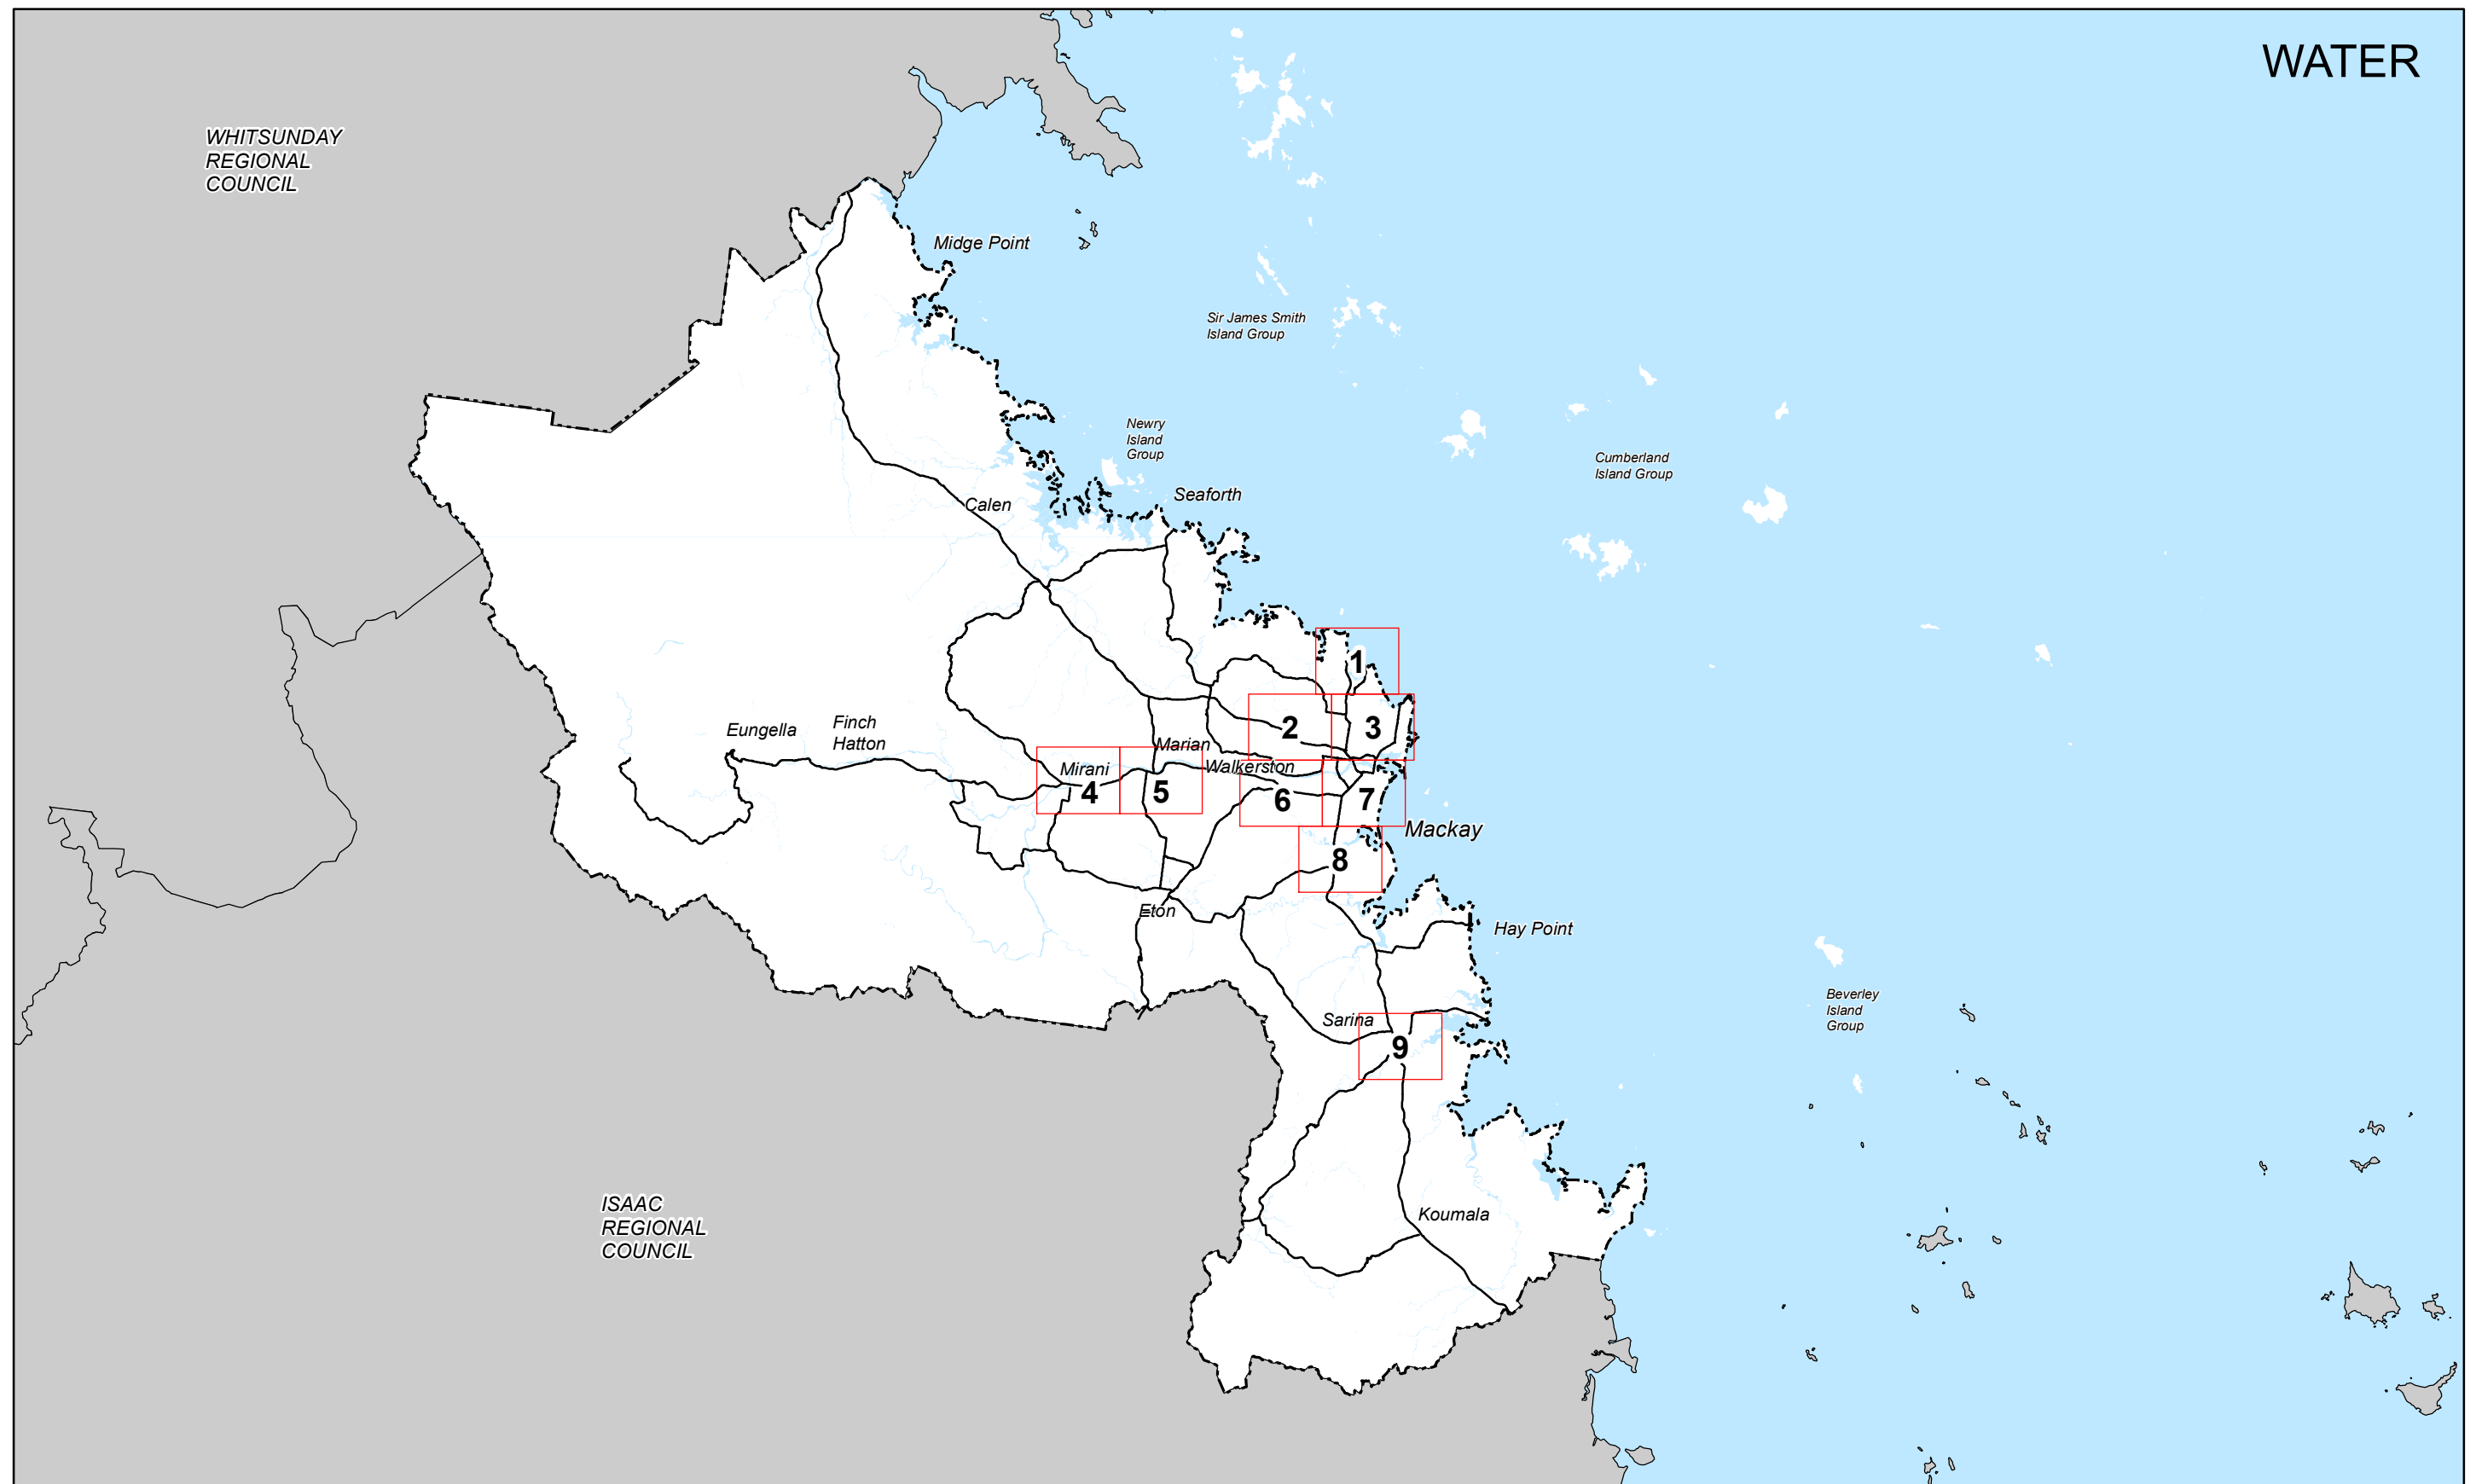 WATER
WHITSUNDAY
REGIONAL
COUNCIL
Midge Point
Sir James Smith
Island Group
Newry
Island
Group
Cumberland
Island Group
Seaforth
Calen
1
2
3
Eungella
Finch
Hatton
Marian
Mirani
Walkerston
4
5
6
7
Mackay
8
Eton
Hay Point
Beverley
Island
Group
Sarina
9
ISAAC
REGIONAL
COUNCIL
Koumala